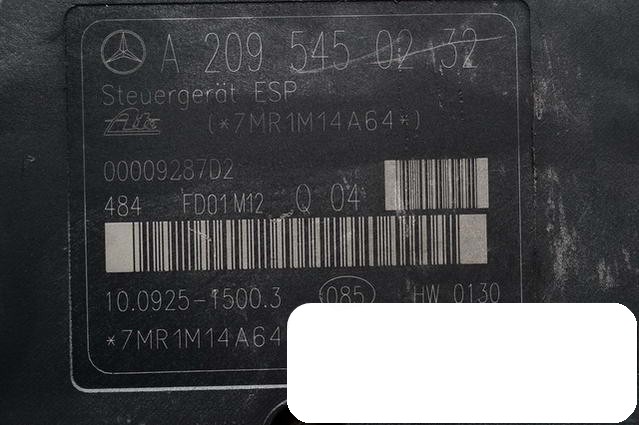 A 209 545 02 32
Steuergerät ESP
Ate (*7MR1M14A64*)
00009287D2
484 FD01M12 Q 04
10.0925-1500.3 085 HW 0130
*7MR1M14A64